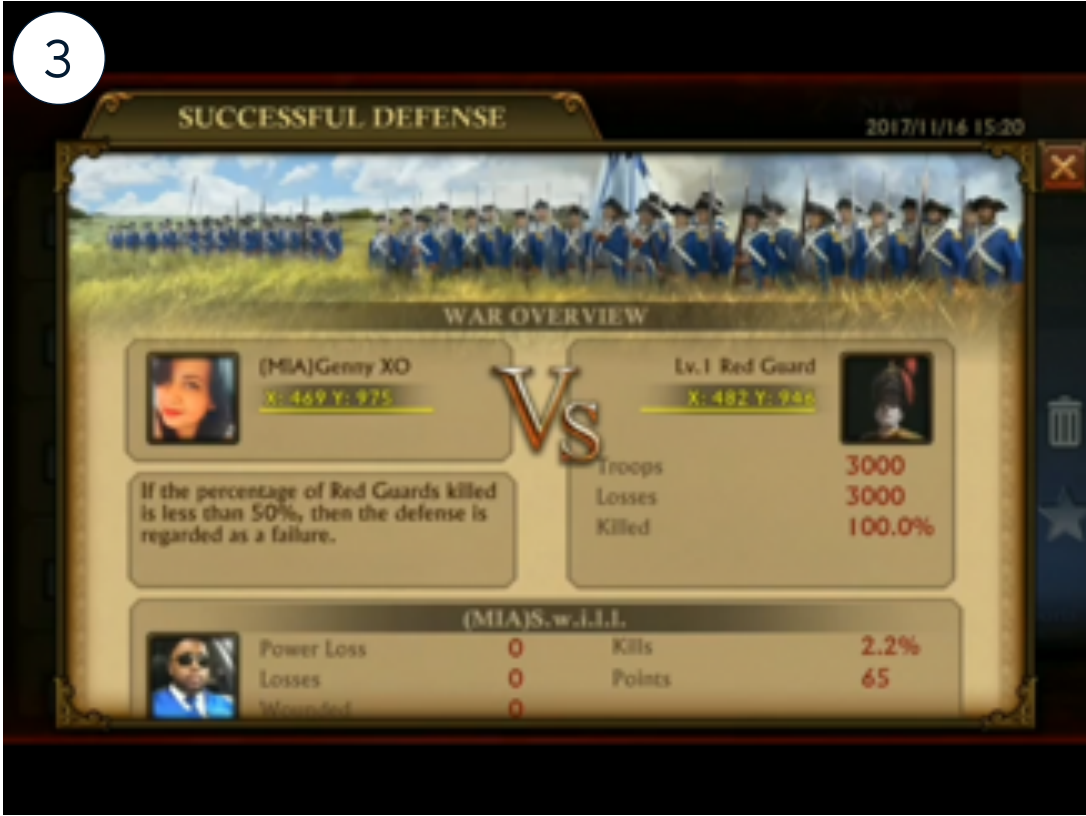 3
SUCCESSFUL DEFENSE
2017/11/16 15:20
WAR OVERVIEW
(MIA)Genny XO
X: 469 Y: 975
Vs
Lv.1 Red Guard
X: 482 Y: 946
Troops 3000
Losses 3000
Killed 100.0%
If the percentage of Red Guards killed
is less than 50%, then the defense is
regarded as a failure.
(MIA)S.w.i.l.l.
Power Loss 0 Kills 2.2%
Losses 0 Points 65
Wounded 0